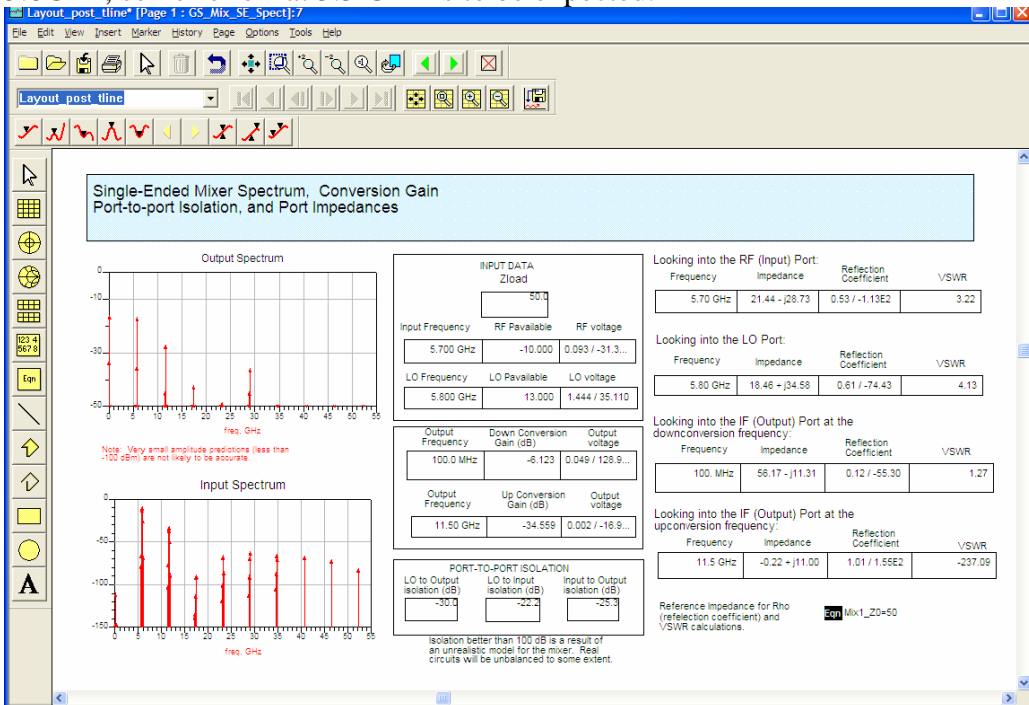 Layout_post_tline* [Page 1 : GS_Mix_SE_Spect]:7
File Edit View Insert Marker History Page Options Tools Help
Layout_post_tline
Single-Ended Mixer Spectrum, Conversion Gain
Port-to-port Isolation, and Port Impedances
Output Spectrum
0
-10
-30
-50
0 5 10 15 20 25 30 35 40 45 50 55
freq, GHz
Note: Very small amplitude predictions (less than
-100 dBm) are not likely to be accurate.
Input Spectrum
0
-50
-100
-150
0 5 10 15 20 25 30 35 40 45 50 55
freq, GHz
INPUT DATA
Zload
50.0
Input Frequency RF Pavailable RF voltage
5.700 GHz -10.000 0.093 / -31.3...
LO Frequency LO Pavailable LO voltage
5.800 GHz 13.000 1.444 / 35.110
Output Frequency Down Conversion Gain (dB) Output voltage
100.0 MHz -6.123 0.049 / 128.9...
Output Frequency Up Conversion Gain (dB) Output voltage
11.50 GHz -34.559 0.002 / -16.9...
PORT-TO-PORT ISOLATION
LO to Output isolation (dB) LO to Input isolation (dB) Input to Output isolation (dB)
-30.0 -22.2 -25.3
Isolation better than 100 dB is a result of
an unrealistic model for the mixer. Real
circuits will be unbalanced to some extent.
Looking into the RF (Input) Port:
Frequency Impedance Reflection Coefficient VSWR
5.70 GHz 21.44 - j28.73 0.53 / -1.13E2 3.22
Looking into the LO Port:
Frequency Impedance Reflection Coefficient VSWR
5.80 GHz 18.46 + j34.58 0.61 / -74.43 4.13
Looking into the IF (Output) Port at the
downconversion frequency:
Frequency Impedance Reflection Coefficient VSWR
100. MHz 56.17 - j11.31 0.12 / -55.30 1.27
Looking into the IF (Output) Port at the
upconversion frequency:
Frequency Impedance Reflection Coefficient VSWR
11.5 GHz -0.22 + j11.00 1.01 / 1.55E2 -237.09
Reference Impedance for Rho
(refelection coefficient) and
VSWR calculations.
Eqn Mix1_Z0=50
123 4
567 8
Eqn
A